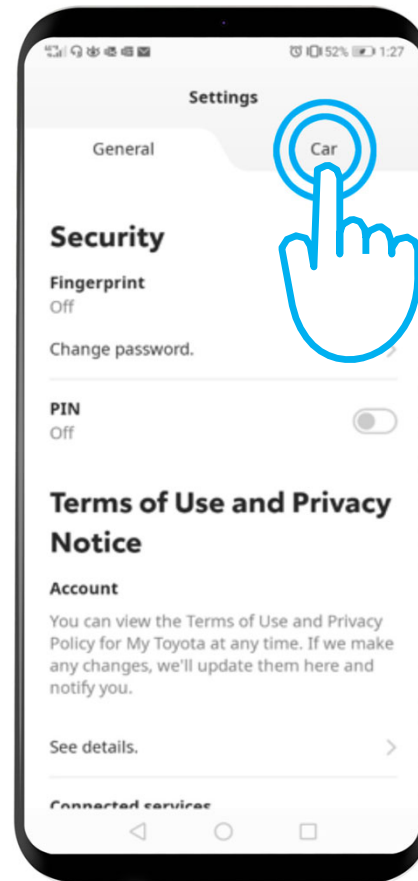 52% 1:27
Settings
General Car
Security
Fingerprint
Off
Change password.
PIN
Off
Terms of Use and Privacy
Notice
Account
You can view the Terms of Use and Privacy
Policy for My Toyota at any time. If we make
any changes, we'll update them here and
notify you.
See details.
Connected services